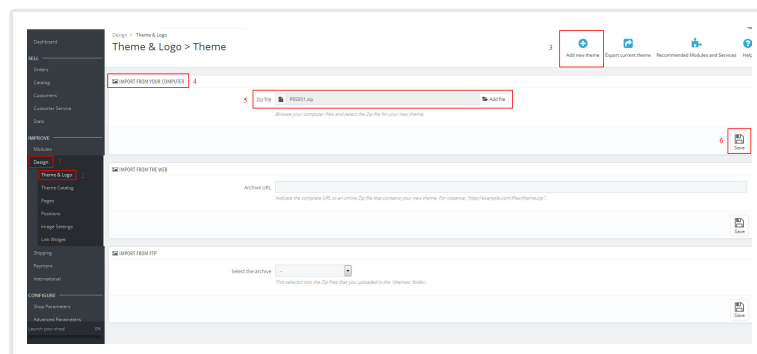 Dashboard
SELL
Orders
Catalog
Customers
Customer Service
Stats
IMPROVE
Modules
Design 1
Theme & Logo 2
Theme Catalog
Pages
Positions
Image Settings
Link Widget
Shipping
Payment
International
CONFIGURE
Shop Parameters
Advanced Parameters
Launch your shop! 0%
Design / Theme & Logo
Theme & Logo > Theme
3
Add new theme
Export current theme
Recommended Modules and Services
Help
IMPORT FROM YOUR COMPUTER 4
5 Zip file PRS001.zip Add file
Browse your computer files and select the Zip file for your new theme.
6 Save
IMPORT FROM THE WEB
Archive URL
Indicate the complete URL to an online Zip file that contains your new theme. For instance, "http://example.com/files/theme.zip".
Save
IMPORT FROM FTP
Select the archive -
This selector lists the Zip files that you uploaded in the '/themes' folder.
Save